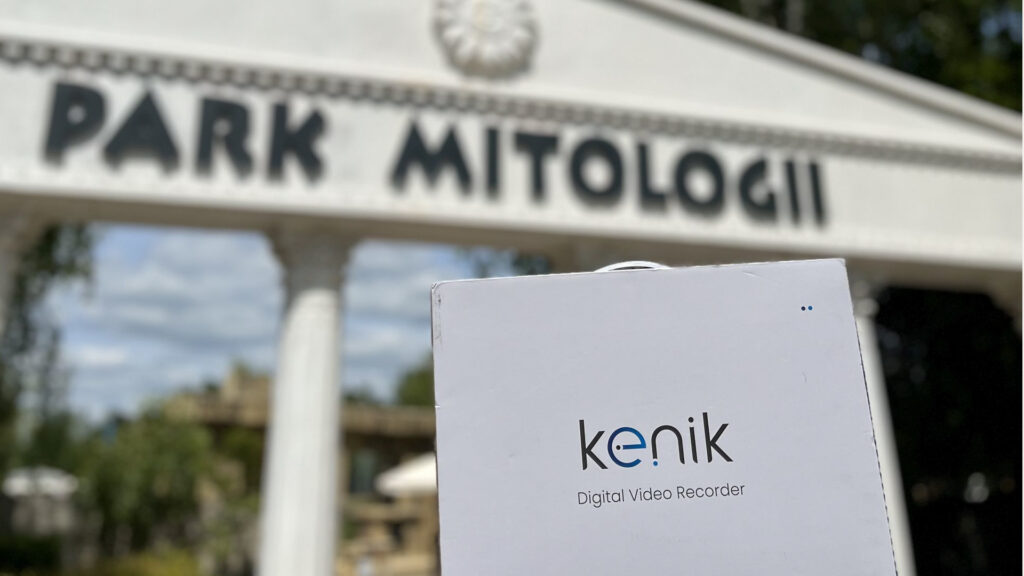 PARK MITOLOGII
kenik
Digital Video Recorder